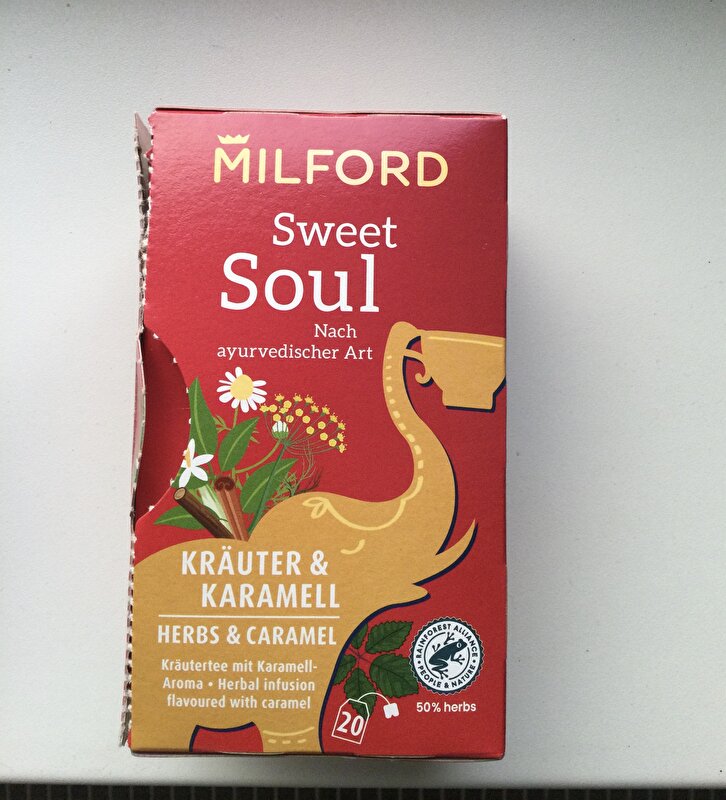 MILFORD
Sweet
Soul
Nach
ayurvedischer Art
KRÄUTER &
KARAMELL
HERBS & CARAMEL
Kräutertee mit Karamell-
Aroma • Herbal infusion
flavoured with caramel
20
RAINFOREST ALLIANCE
PEOPLE & NATURE
50% herbs